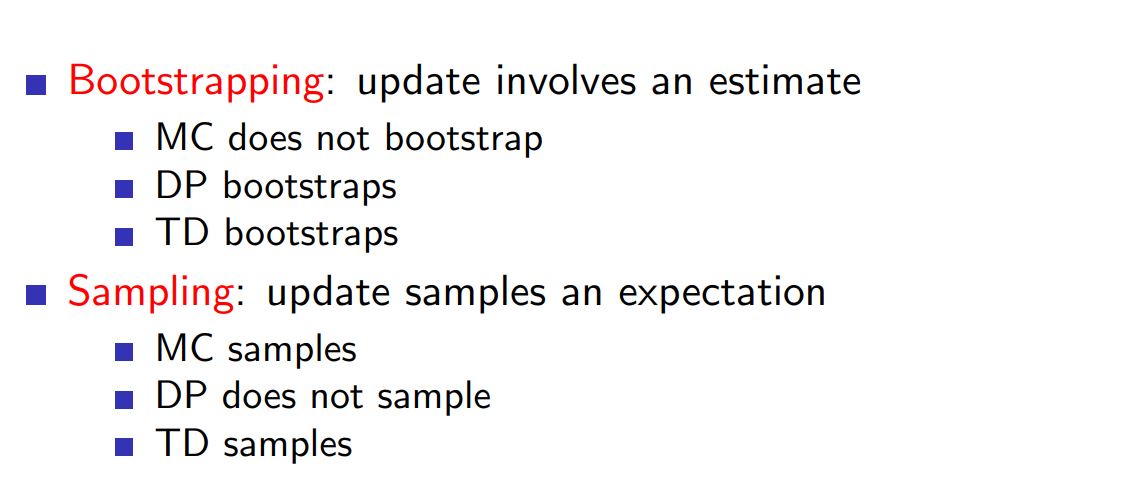 Bootstrapping: update involves an estimate
MC does not bootstrap
DP bootstraps
TD bootstraps
Sampling: update samples an expectation
MC samples
DP does not sample
TD samples